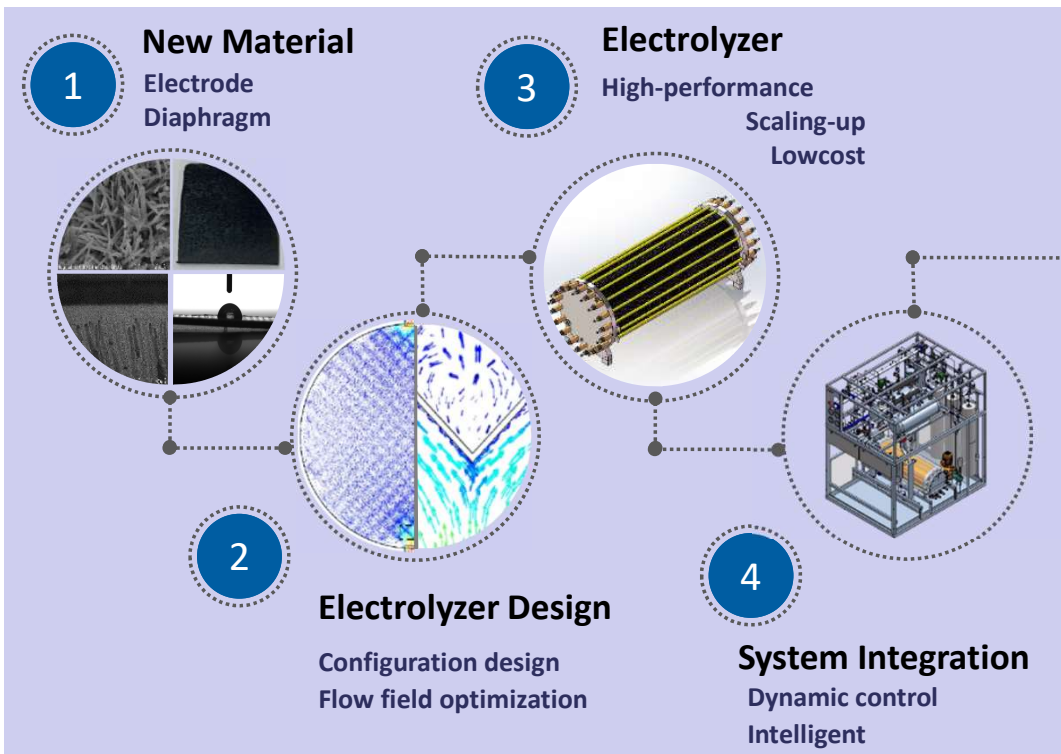 1
New Material
Electrode
Diaphragm
2
Electrolyzer Design
Configuration design
Flow field optimization
3
Electrolyzer
High-performance
Scaling-up
Lowcost
4
System Integration
Dynamic control
Intelligent